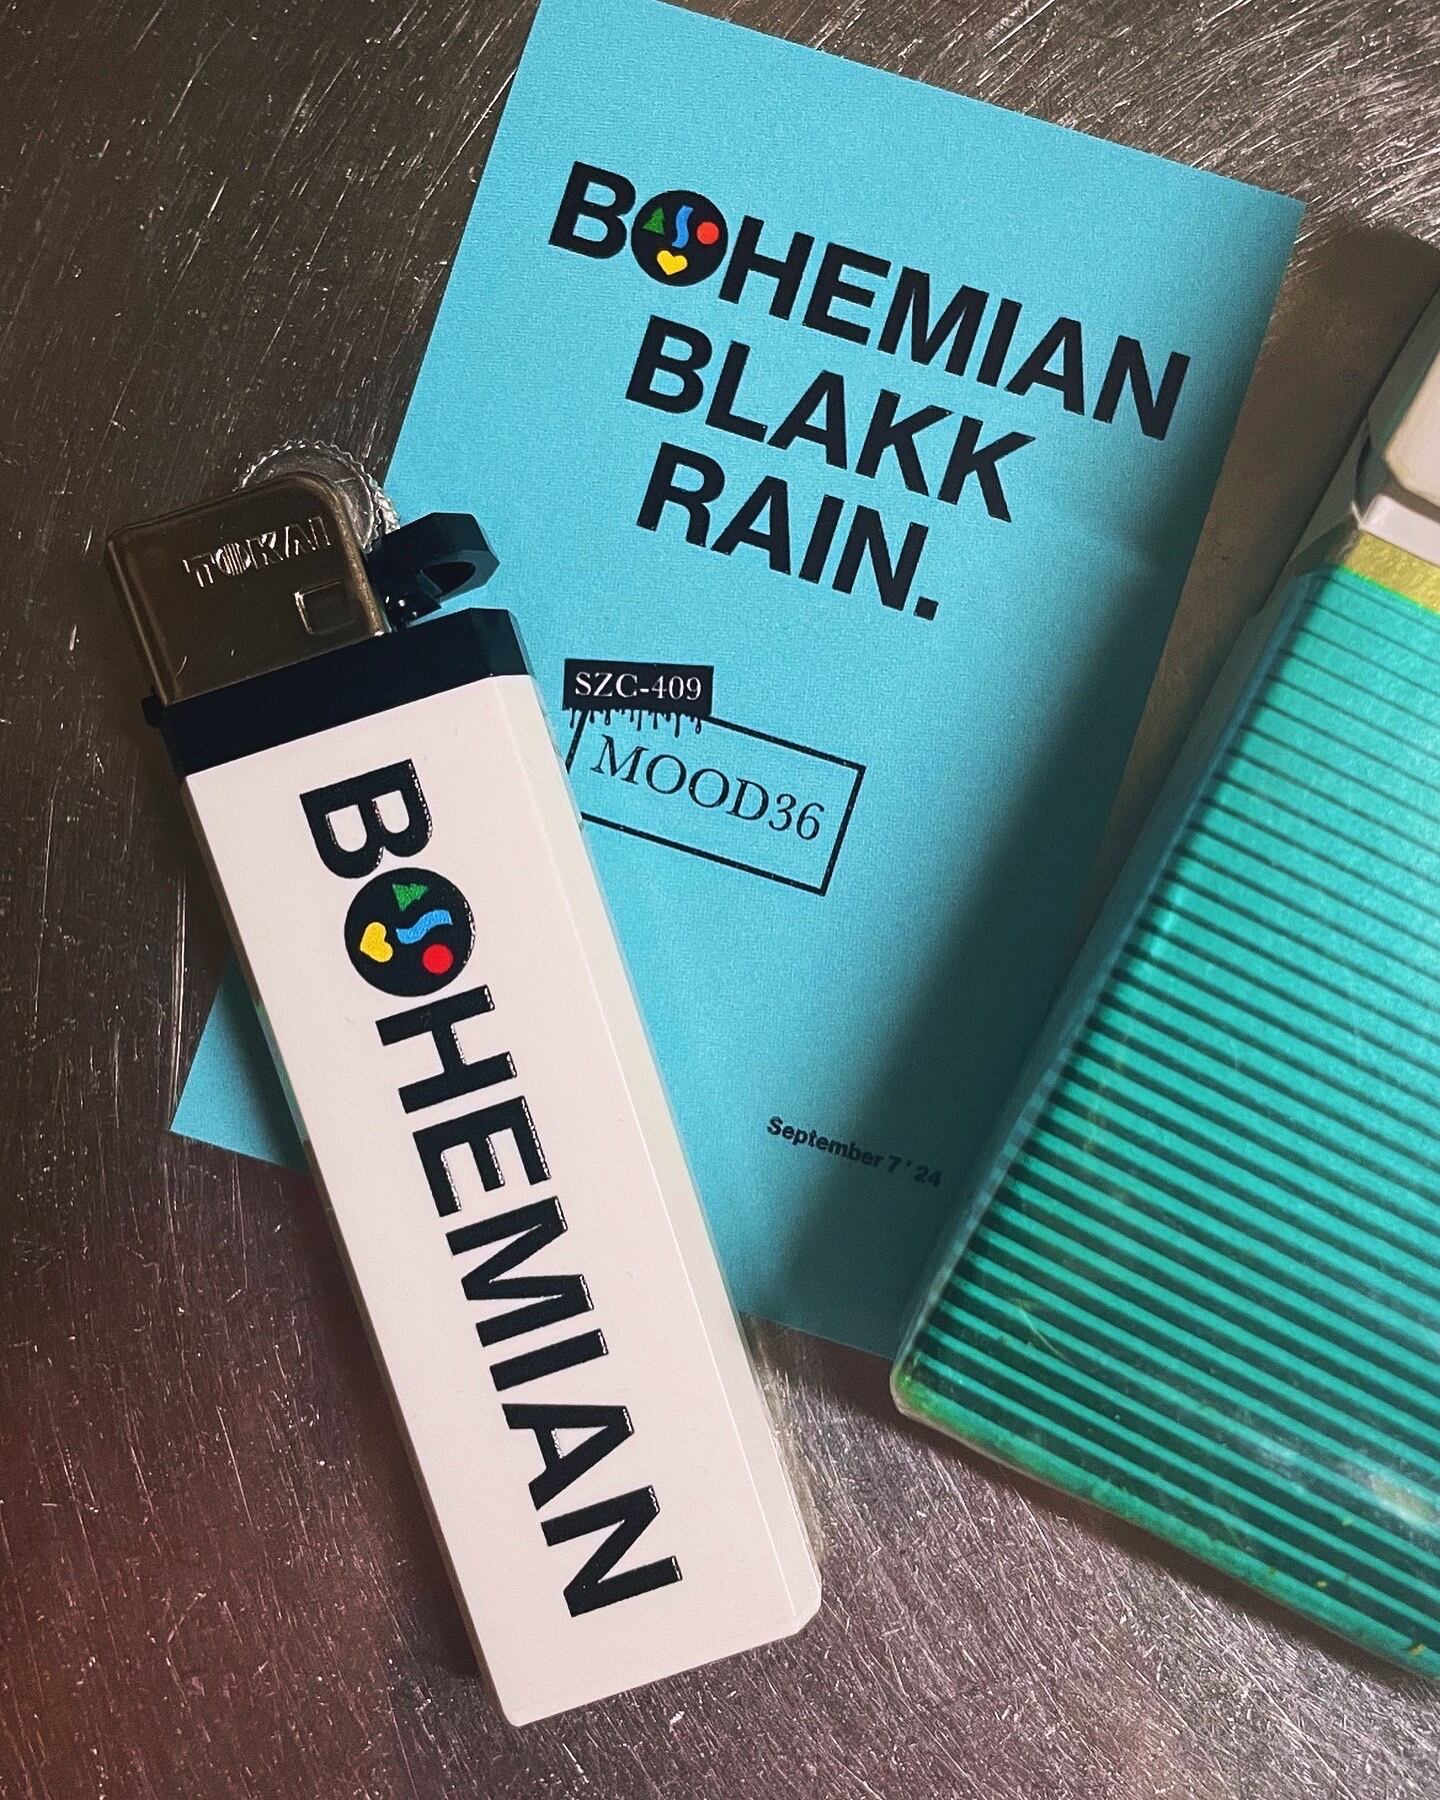 BOHEMIAN
BLAKK
RAIN.
SZC-409
MOOD36
September 7 ' 24
TOKAI
BOHEMIAN